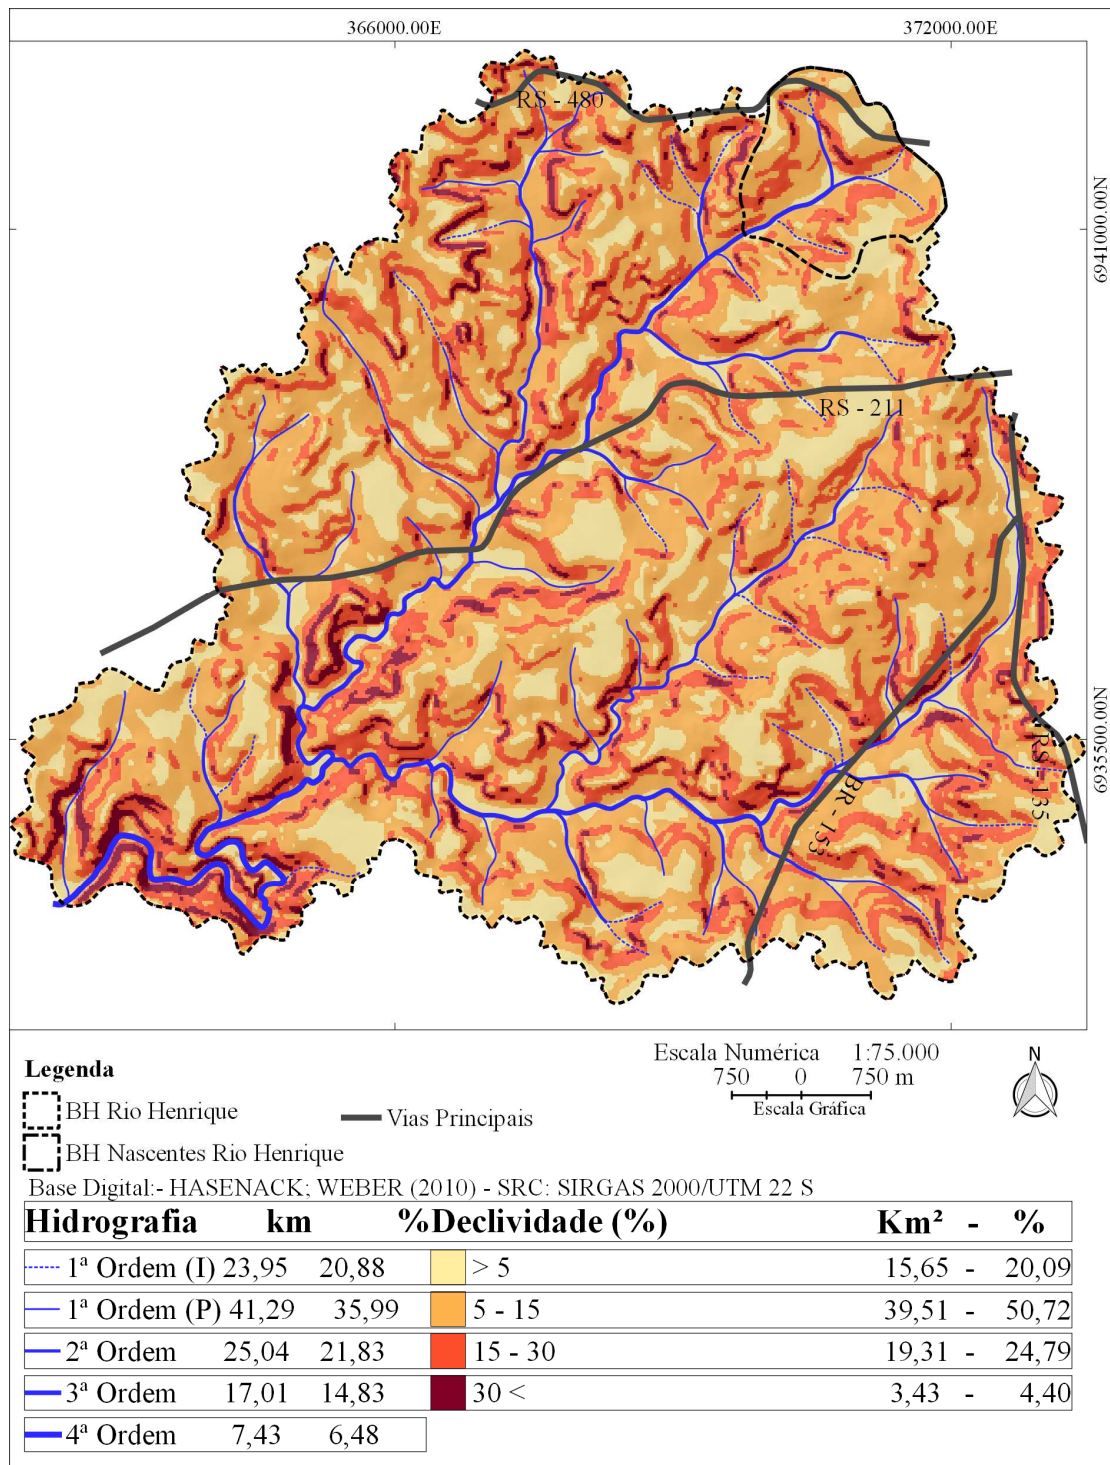 366000.00E 372000.00E
RS - 480
6941000.00N
RS - 211
6935500.00N
RS - 135
BR - 153
Legenda
BH Rio Henrique
Vias Principais
BH Nascentes Rio Henrique
Escala Numérica 1:75.000
750 0 750 m
Escala Gráfica
N
Base Digital:- HASENACK; WEBER (2010) - SRC: SIRGAS 2000/UTM 22 S
Hidrografia km % Declividade (%) Km² - %
1ª Ordem (I) 23,95 20,88 > 5 15,65 - 20,09
1ª Ordem (P) 41,29 35,99 5 - 15 39,51 - 50,72
2ª Ordem 25,04 21,83 15 - 30 19,31 - 24,79
3ª Ordem 17,01 14,83 30 < 3,43 - 4,40
4ª Ordem 7,43 6,48